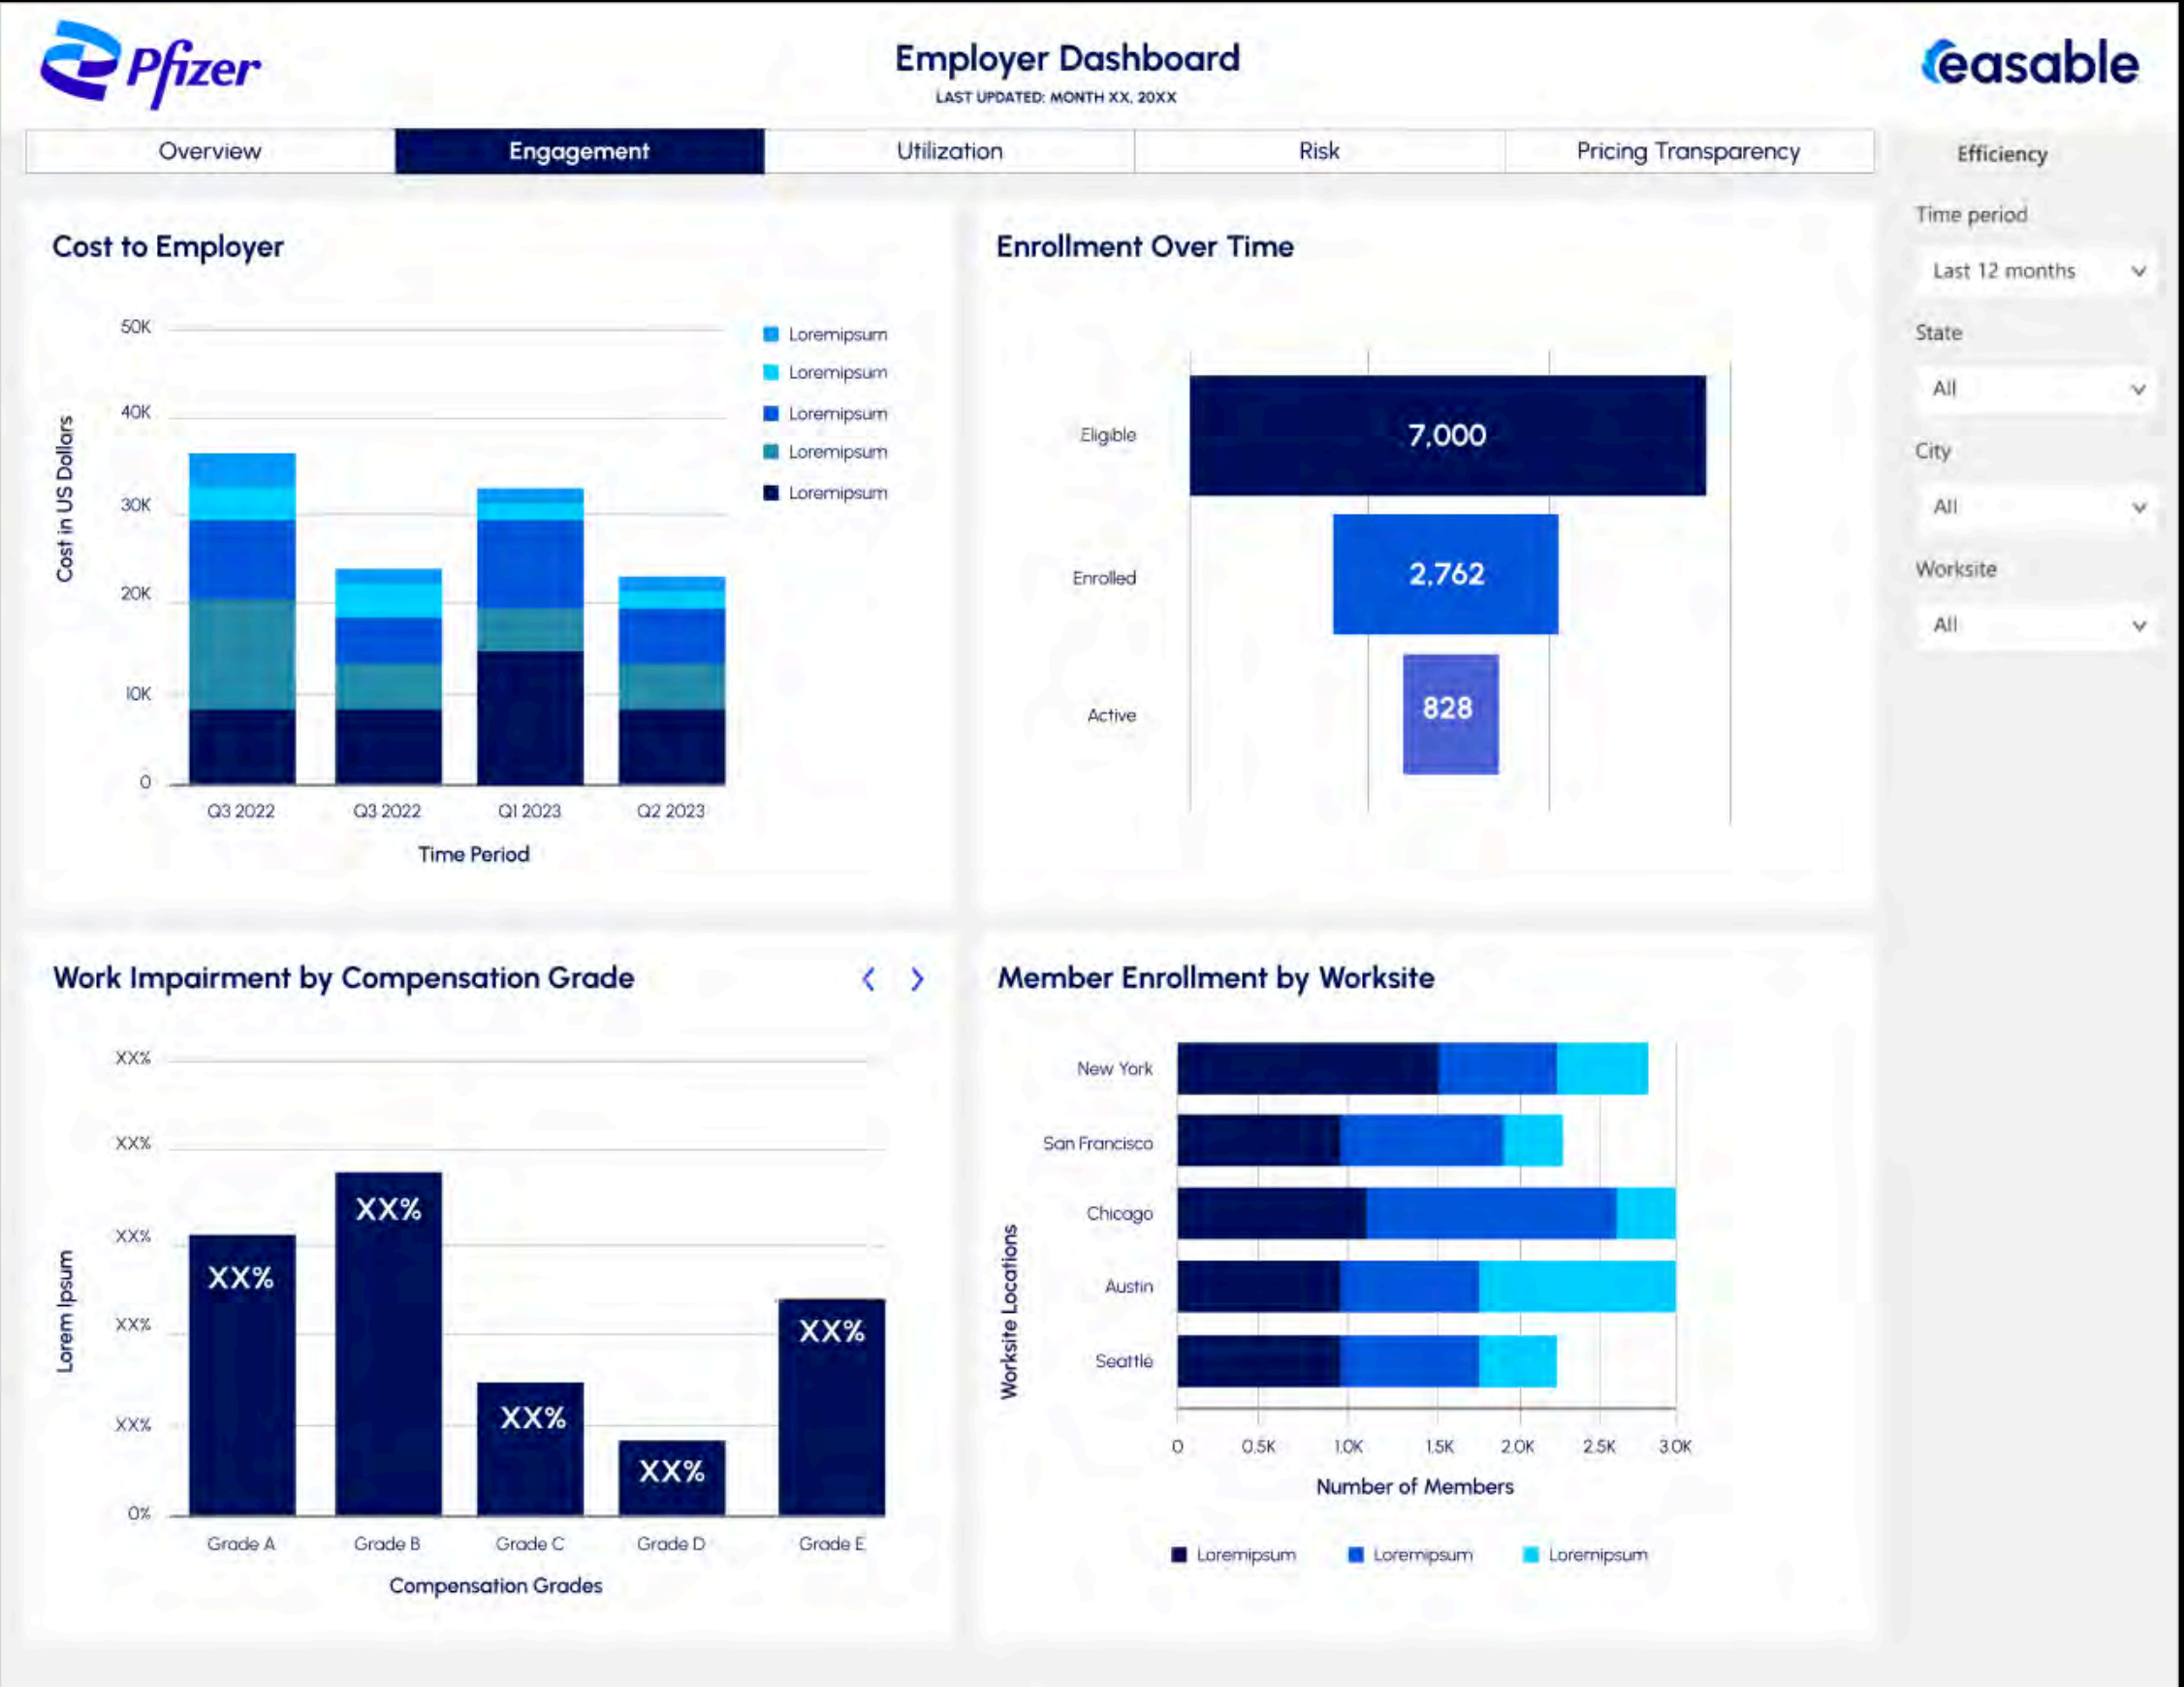 Pfizer
Employer Dashboard
LAST UPDATED: MONTH XX, 20XX
easable
Overview
Engagement
Utilization
Risk
Pricing Transparency
Efficiency
Time period
Last 12 months
State
All
City
All
Worksite
All
Cost to Employer
Cost in US Dollars
50K
40K
30K
20K
10K
0
Q3 2022
Q3 2022
Q1 2023
Q2 2023
Time Period
Loremipsum
Loremipsum
Loremipsum
Loremipsum
Loremipsum
Enrollment Over Time
Eligible
7,000
Enrolled
2,762
Active
828
Work Impairment by Compensation Grade
Lorem Ipsum
XX%
XX%
XX%
XX%
XX%
0%
XX%
XX%
XX%
XX%
XX%
Grade A
Grade B
Grade C
Grade D
Grade E
Compensation Grades
Member Enrollment by Worksite
Worksite Locations
New York
San Francisco
Chicago
Austin
Seattle
0
0.5K
1.0K
1.5K
2.0K
2.5K
3.0K
Number of Members
Loremipsum
Loremipsum
Loremipsum